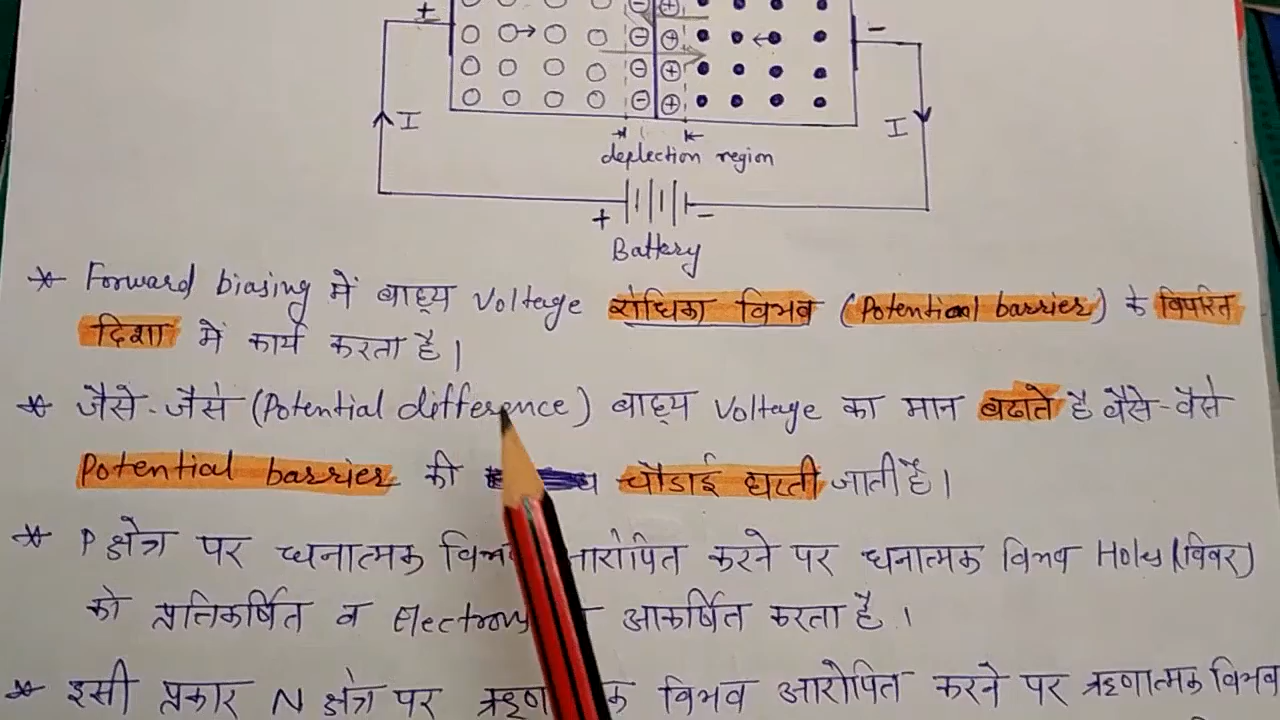 + −
I I
deplection region
+ −
Battery
* Forward biasing में बाह्य Voltage रोधिका विभव (Potential barrier) के विपरित
दिशा में कार्य करता है।
* जैसे-जैसे (Potential difference) बाह्य Voltage का मान बढाते है वैसे-वैसे
Potential barrier की चौडाई घटती जाती है।
* P क्षेत्र पर धनात्मक करने पर धनात्मक विभव Holes (विवर)
को प्रतिकर्षित व आकर्षित करता है।
* इसी प्रकार N क्षेत्र पर विभव आरोपित करने पर ऋणात्मक विभव